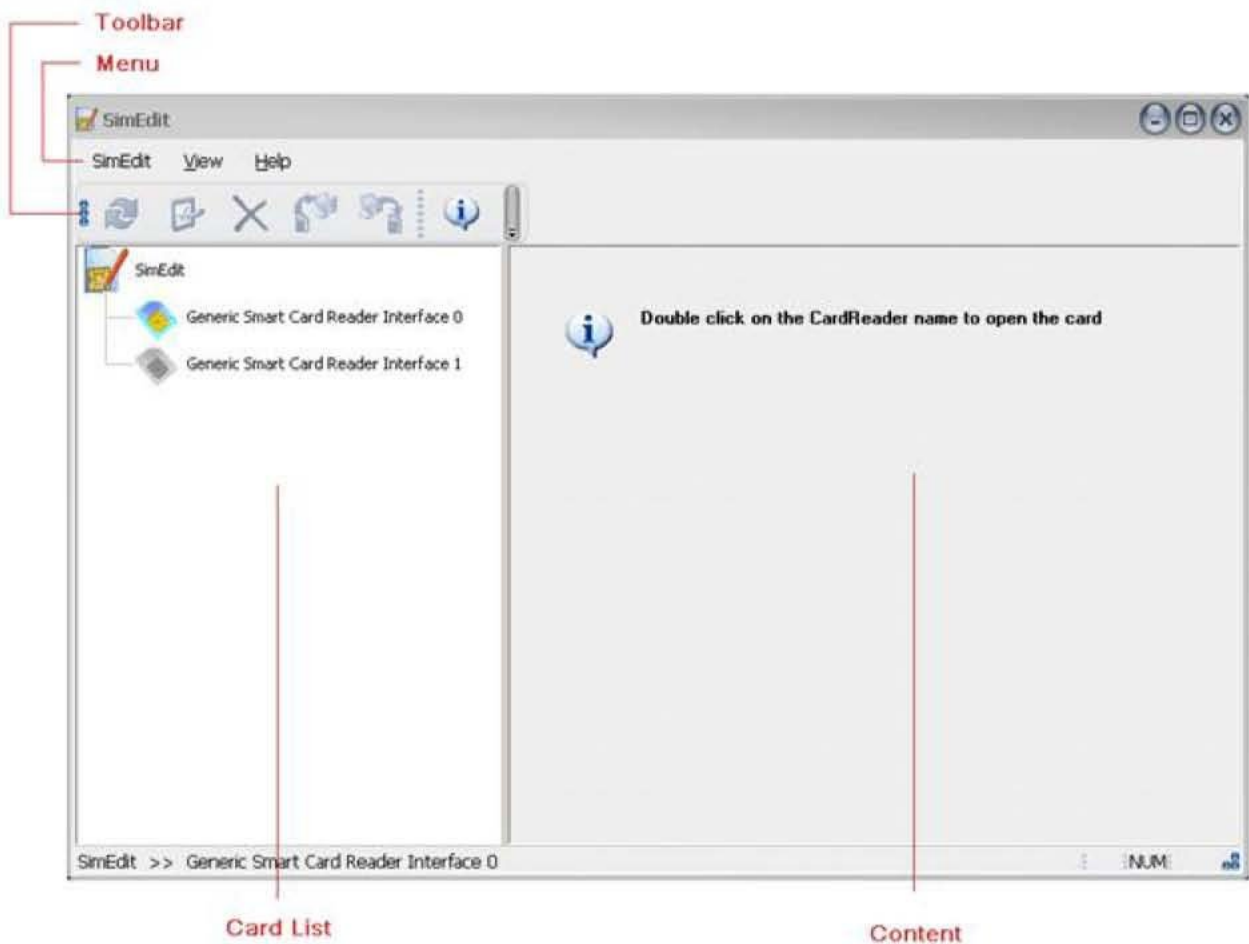 Toolbar
Menu
SimEdit
SimEdit View Help
SimEdit
Generic Smart Card Reader Interface 0
Generic Smart Card Reader Interface 1
Double click on the CardReader name to open the card
SimEdit >> Generic Smart Card Reader Interface 0
NUM
Card List
Content